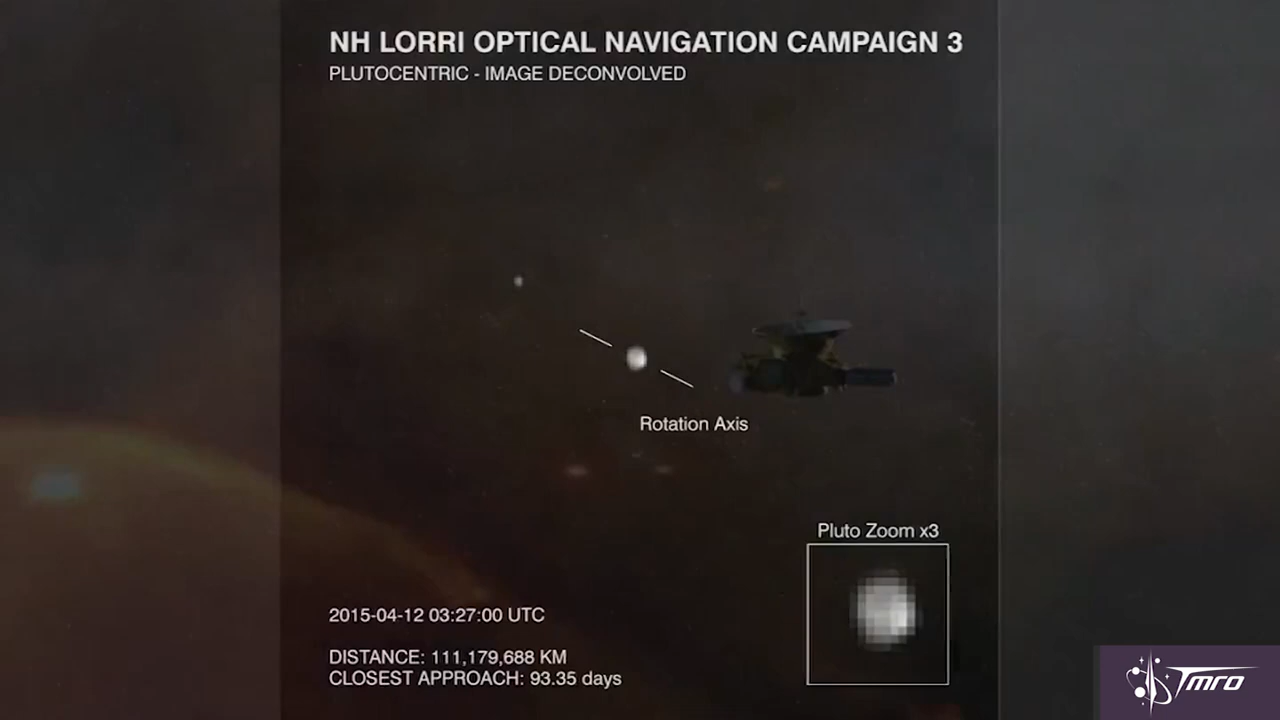 NH LORRI OPTICAL NAVIGATION CAMPAIGN 3
PLUTOCENTRIC - IMAGE DECONVOLVED
Rotation Axis
Pluto Zoom x3
2015-04-12 03:27:00 UTC
DISTANCE: 111,179,688 KM
CLOSEST APPROACH: 93.35 days
Tmro